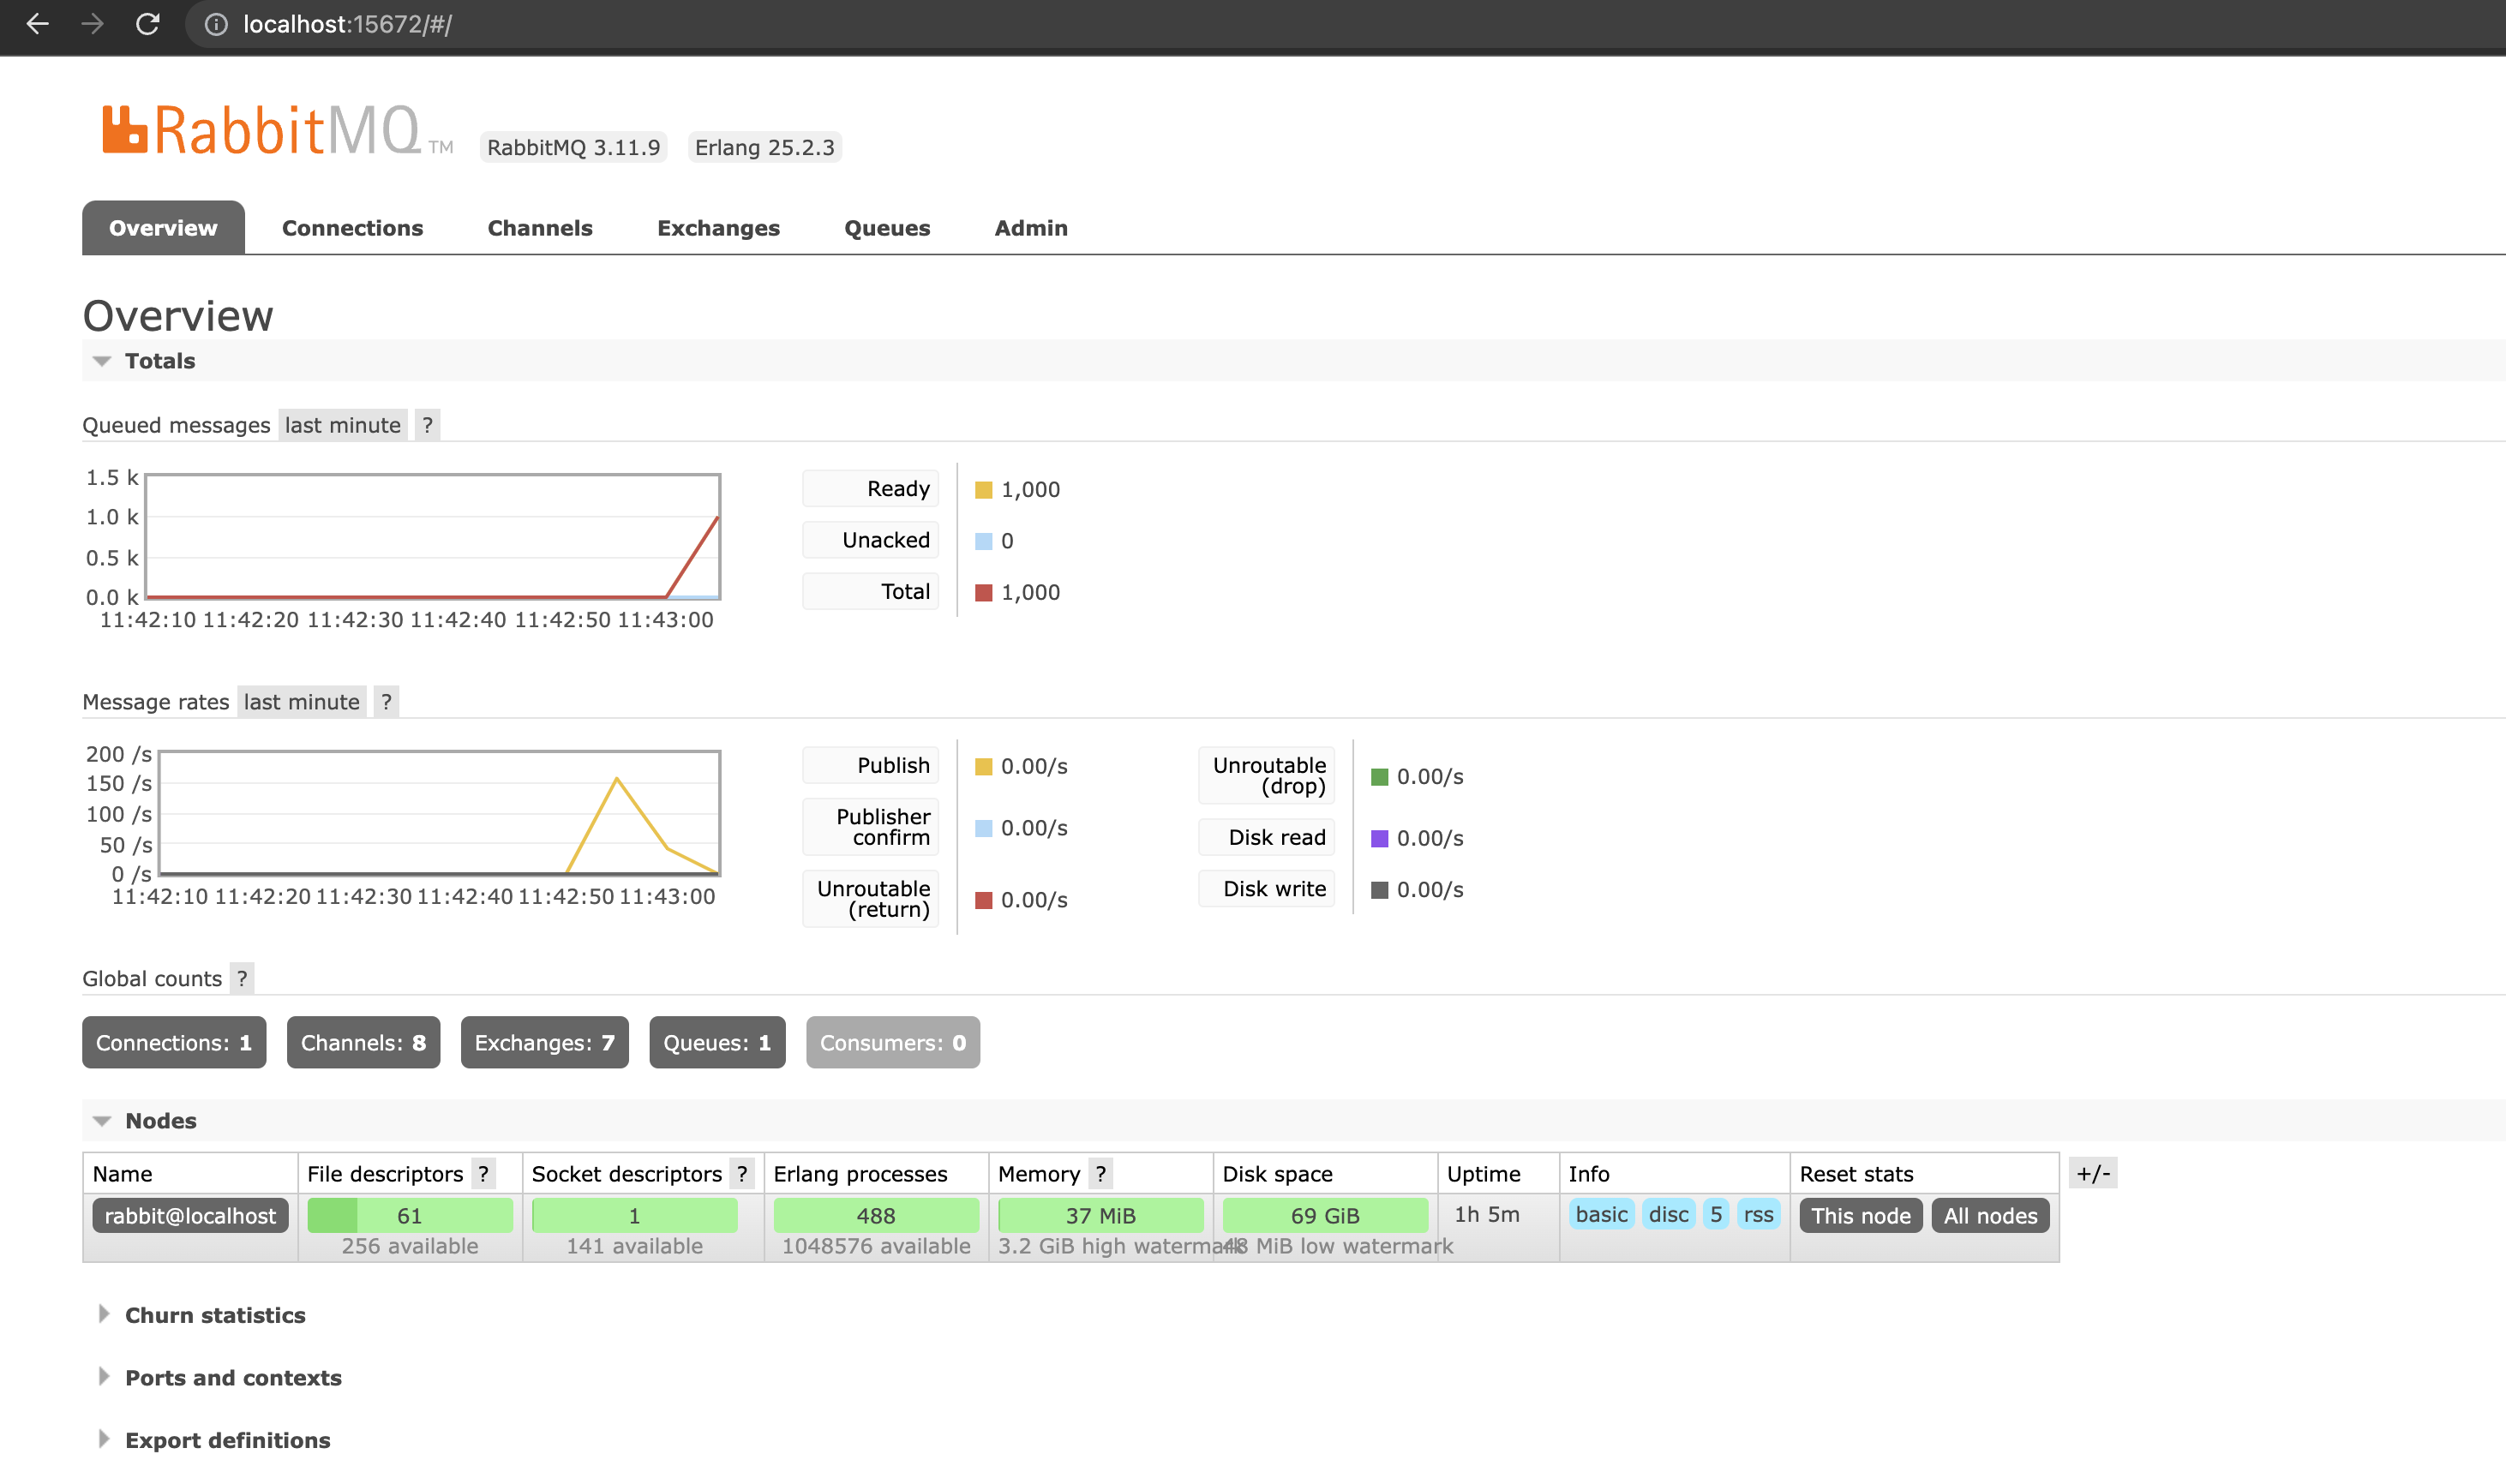 localhost:15672/#/
RabbitMQ TM RabbitMQ 3.11.9 Erlang 25.2.3
Overview Connections Channels Exchanges Queues Admin
Overview
Totals
Queued messages last minute ?
1.5 k
1.0 k
0.5 k
0.0 k
11:42:10 11:42:20 11:42:30 11:42:40 11:42:50 11:43:00
Ready 1,000
Unacked 0
Total 1,000
Message rates last minute ?
200 /s
150 /s
100 /s
50 /s
0 /s
11:42:10 11:42:20 11:42:30 11:42:40 11:42:50 11:43:00
Publish 0.00/s
Publisher
confirm 0.00/s
Unroutable
(return) 0.00/s
Unroutable
(drop) 0.00/s
Disk read 0.00/s
Disk write 0.00/s
Global counts ?
Connections: 1 Channels: 8 Exchanges: 7 Queues: 1 Consumers: 0
Nodes
Name File descriptors ? Socket descriptors ? Erlang processes Memory ? Disk space Uptime Info Reset stats +/-
rabbit@localhost 61 1 488 37 MiB 69 GiB 1h 5m basic disc 5 rss This node All nodes
256 available 141 available 1048576 available 3.2 GiB high watermark 48 MiB low watermark
Churn statistics
Ports and contexts
Export definitions